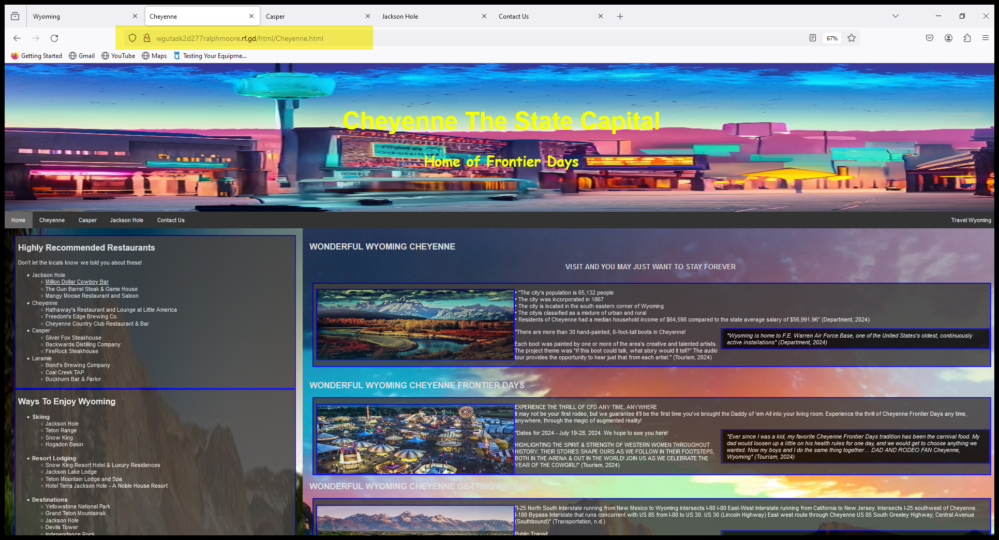 Wyoming
Cheyenne
Casper
Jackson Hole
Contact Us
wgutask2d277ralphmoore.rf.gd/html/Cheyenne.html
67%
Getting Started
Gmail
YouTube
Maps
Testing Your Equipme...
Cheyenne The State Capital
Home of Frontier Days
Home
Cheyenne
Casper
Jackson Hole
Contact Us
Travel Wyoming
Highly Recommended Restaurants
Don't let the locals know we told you about these!
Jackson Hole
Million Dollar Cowboy Bar
The Gun Barrel Steak & Game House
Mangy Moose Restaurant and Saloon
Cheyenne
Hathaway's Restaurant and Lounge at Little America
Freedom's Edge Brewing Co.
Cheyenne Country Club Restaurant & Bar
Casper
Silver Fox Steakhouse
Backwards Distilling Company
FireRock Steakhouse
Laramie
Bond's Brewing Company
Coal Creek TAP
Buckhorn Bar & Parlor
Ways To Enjoy Wyoming
Skiing
Jackson Hole
Teton Range
Snow King
Hogadon Basin
Resort Lodging
Snow King Resort Hotel & Luxury Residences
Jackson Lake Lodge
Teton Mountain Lodge and Spa
Hotel Terra Jackson Hole - A Noble House Resort
Destinations
Yellowstone National Park
Grand Teton Mountainsk
Jackson Hole
Devils Tower
Independance Rock
WONDERFUL WYOMING CHEYENNE
VISIT AND YOU MAY JUST WANT TO STAY FOREVER
• "The city's population is 65,132 people
• The city was incorporated in 1867
• The city is located in the south eastern corner of Wyoming
• The cityis classified as a mixture of urban and rural
• Residents of Cheyenne had a median household income of $64,598 compared to the state average salary of $56,991.96" (Department, 2024)
"There are more than 30 hand-painted, 8-foot-tall boots in Cheyenne!
Each boot was painted by one or more of the area's creative and talented artists.
The project theme was “If this boot could talk, what story would it tell?” The audio
tour provides the opportunity to hear just that from each artist." (Tourism, 2024)
"Wyoming is home to F.E. Warren Air Force Base, one of the United States's oldest, continuously
active installations" (Department, 2024)
WONDERFUL WYOMING CHEYENNE FRONTIER DAYS
EXPERIENCE THE THRILL OF CFD ANY TIME, ANYWHERE
It may not be your first rodeo, but we guarantee it'll be the first time you've brought the Daddy of 'em All into your living room. Experience the thrill of Cheyenne Frontier Days any time,
anywhere, through the magic of augmented reality!
"Dates for 2024 - July 19-28, 2024. We hope to see you here!
HIGHLIGHTING THE SPIRIT & STRENGTH OF WESTERN WOMEN THROUGHOUT
HISTORY. THEIR STORIES SHAPE OURS AS WE FOLLOW IN THEIR FOOTSTEPS,
BOTH IN THE ARENA & OUT IN THE WORLD! JOIN US AS WE CELEBRATE THE
YEAR OF THE COWGIRL!" (Tourism, 2024)
"Ever since I was a kid, my favorite Cheyenne Frontier Days tradition has been the carnival food. My
dad would loosen up a little on his health rules for one day, and we would get to choose anything we
wanted. Now my boys and I do the same thing together… DAD AND RODEO FAN Cheyenne,
Wyoming" (Tourism, 2024)
WONDERFUL WYOMING CHEYENNE GETTING AROUND
"I-25 North South Interstate running from New Mexico to Wyoming intersects I-80 I-80 East-West Interstate running from California to New Jersey. Intersects I-25 southwest of Cheyenne.
I-180 Bypass Interstate that runs concurrent with US 85 from I-80 to US 30. US 30 (Lincoln Highway) East west route through Cheyenne US 85 South Greeley Highway, Central Avenue
(Southbound)" (Transportation, n.d.)
Public Transit